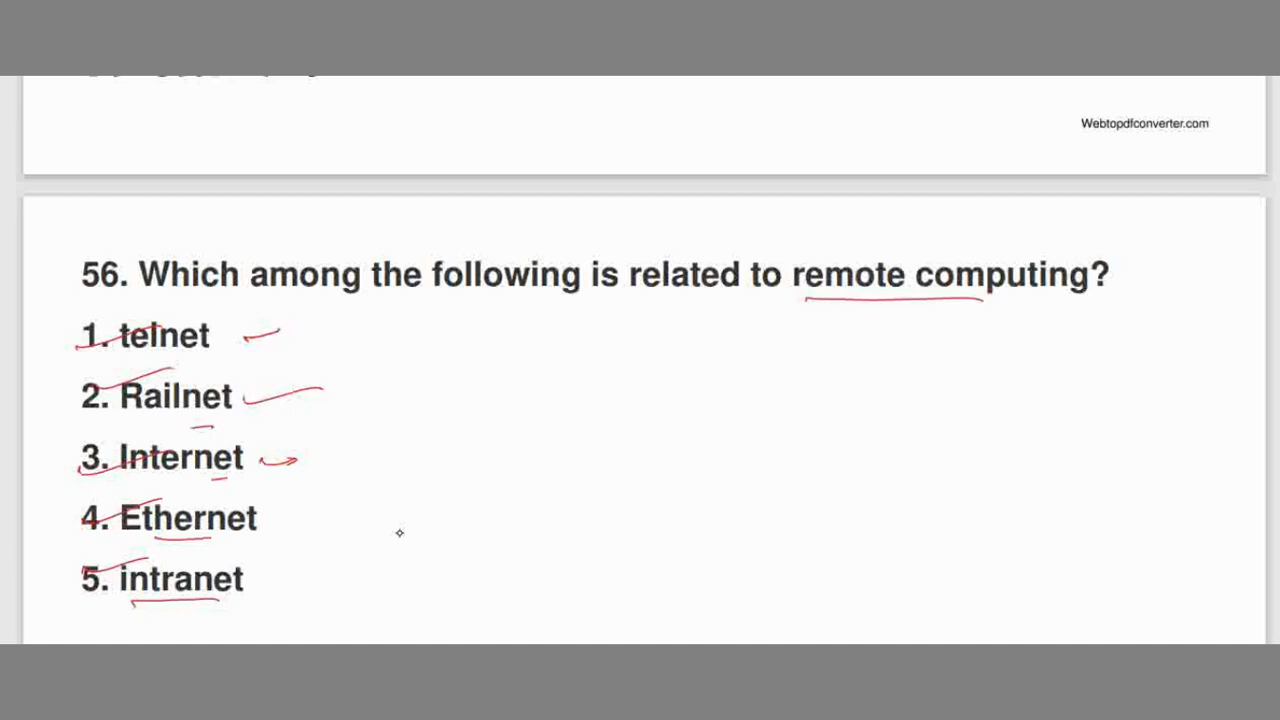 Webtopdfconverter.com
56. Which among the following is related to remote computing?
1. telnet
2. Railnet
3. Internet
4. Ethernet
5. intranet